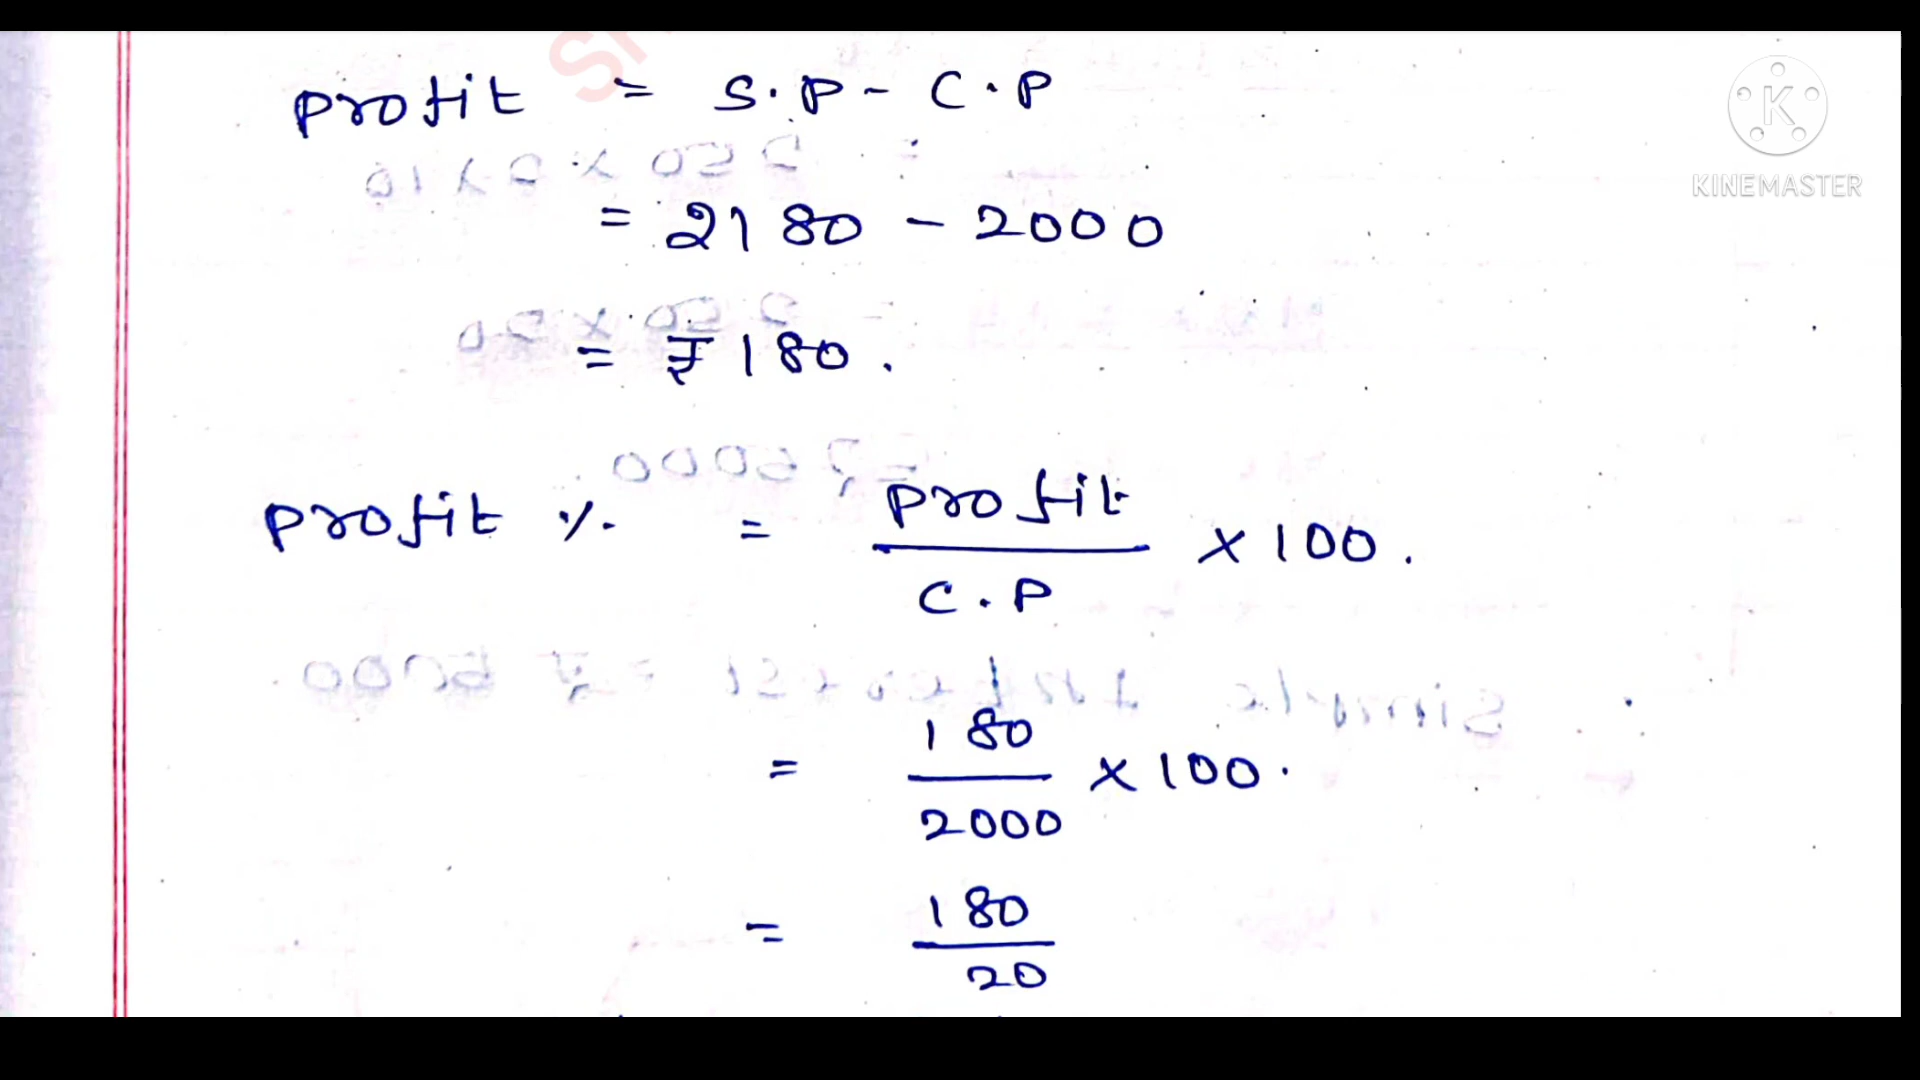 Profit = S.P - C.P
= 2180 - 2000
= ₹ 180.
Profit % = Profit / C.P × 100.
= 180 / 2000 × 100.
= 180 / 20
KINEMASTER